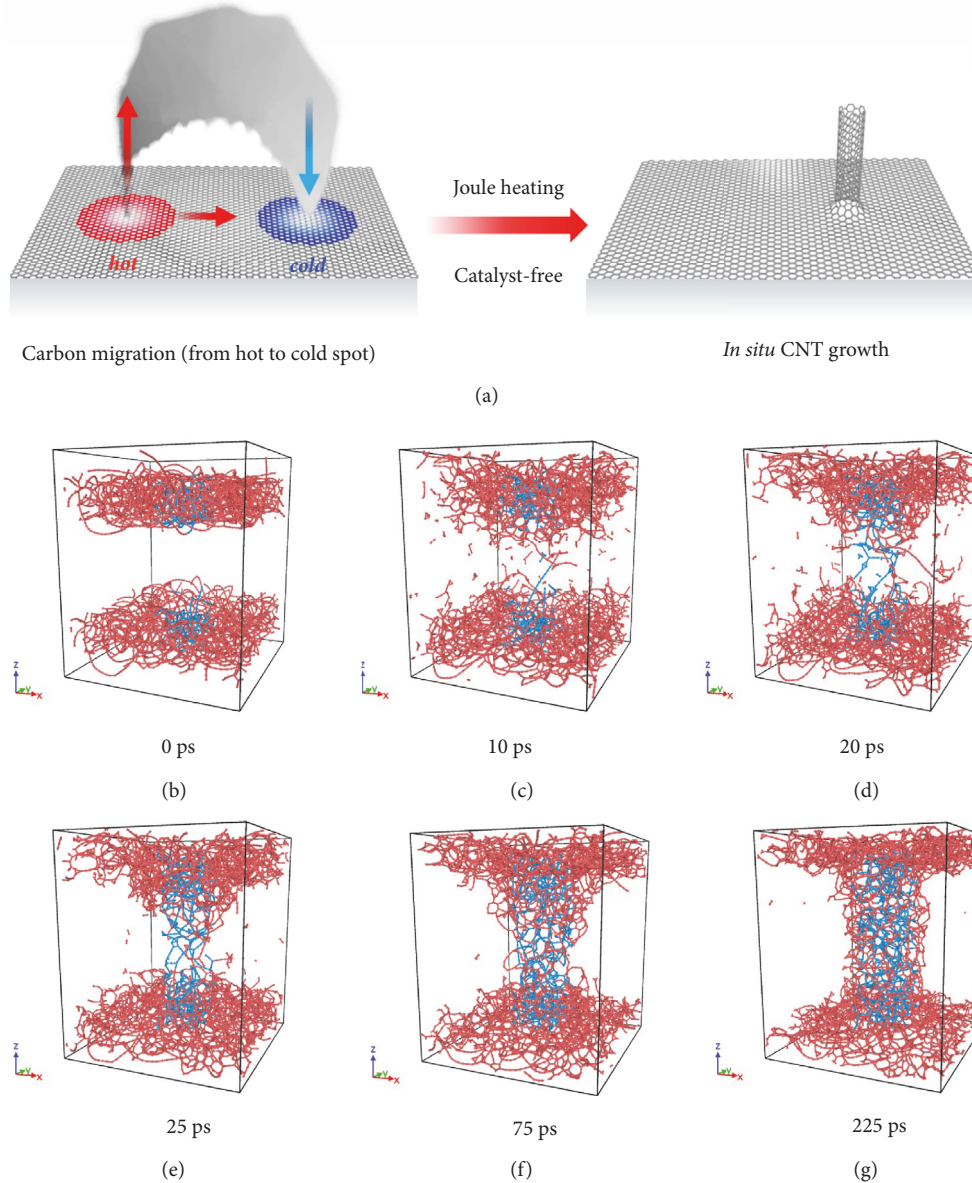 hot
cold
Joule heating
Catalyst-free
Carbon migration (from hot to cold spot)
In situ CNT growth
(a)
z
y
x
z
y
x
z
y
x
0 ps
10 ps
20 ps
(b)
(c)
(d)
z
y
x
z
y
x
z
y
x
25 ps
75 ps
225 ps
(e)
(f)
(g)